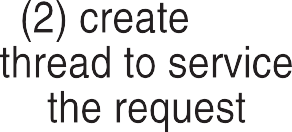 (2) create
thread to service
the request